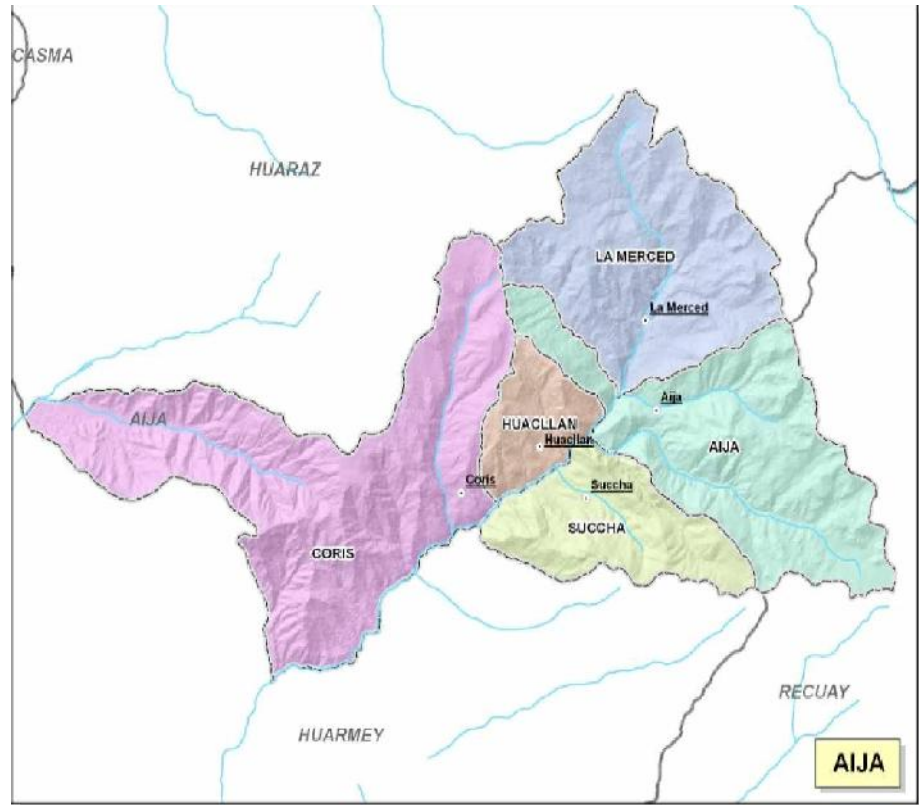 CASMA
HUARAZ
LA MERCED
La Merced
AIJA
Aija
HUACLLAN
Huacllan
AIJA
Coris
Succha
SUCCHA
CORIS
RECUAY
HUARMEY
AIJA